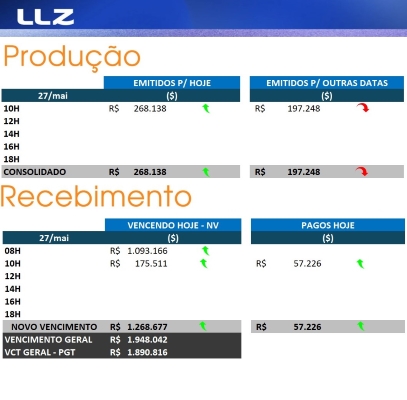 LLZ
Produção
EMITIDOS P/ HOJE EMITIDOS P/ OUTRAS DATAS
27/mai ($) ($)
10H R$ 268.138 R$ 197.248
12H
14H
16H
18H
CONSOLIDADO R$ 268.138 R$ 197.248
Recebimento
VENCENDO HOJE - NV PAGOS HOJE
27/mai ($) ($)
08H R$ 1.093.166
10H R$ 175.511 R$ 57.226
12H
14H
16H
18H
NOVO VENCIMENTO R$ 1.268.677 R$ 57.226
VENCIMENTO GERAL R$ 1.948.042
VCT GERAL - PGT R$ 1.890.816